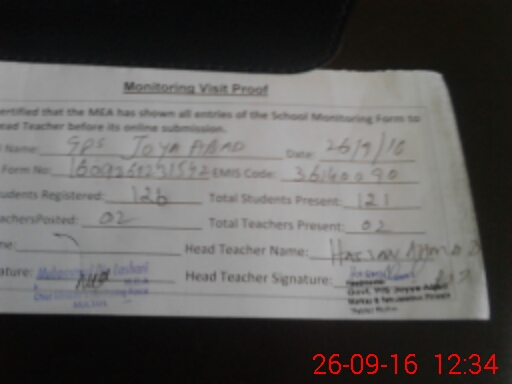 Monitoring Visit Proof
ertified that the MEA has shown all entries of the School Monitoring Form to
ead Teacher before its online submission.
Name: GPS JOYA ABAD Date: 26/9/16
Form No: EMIS Code: 36140090
udents Registered: 126 Total Students Present: 121
achersPosted: 02 Total Teachers Present: 02
me: Head Teacher Name: Hassan Ahmad
ature: Head Teacher Signature:
26-09-16 12:34